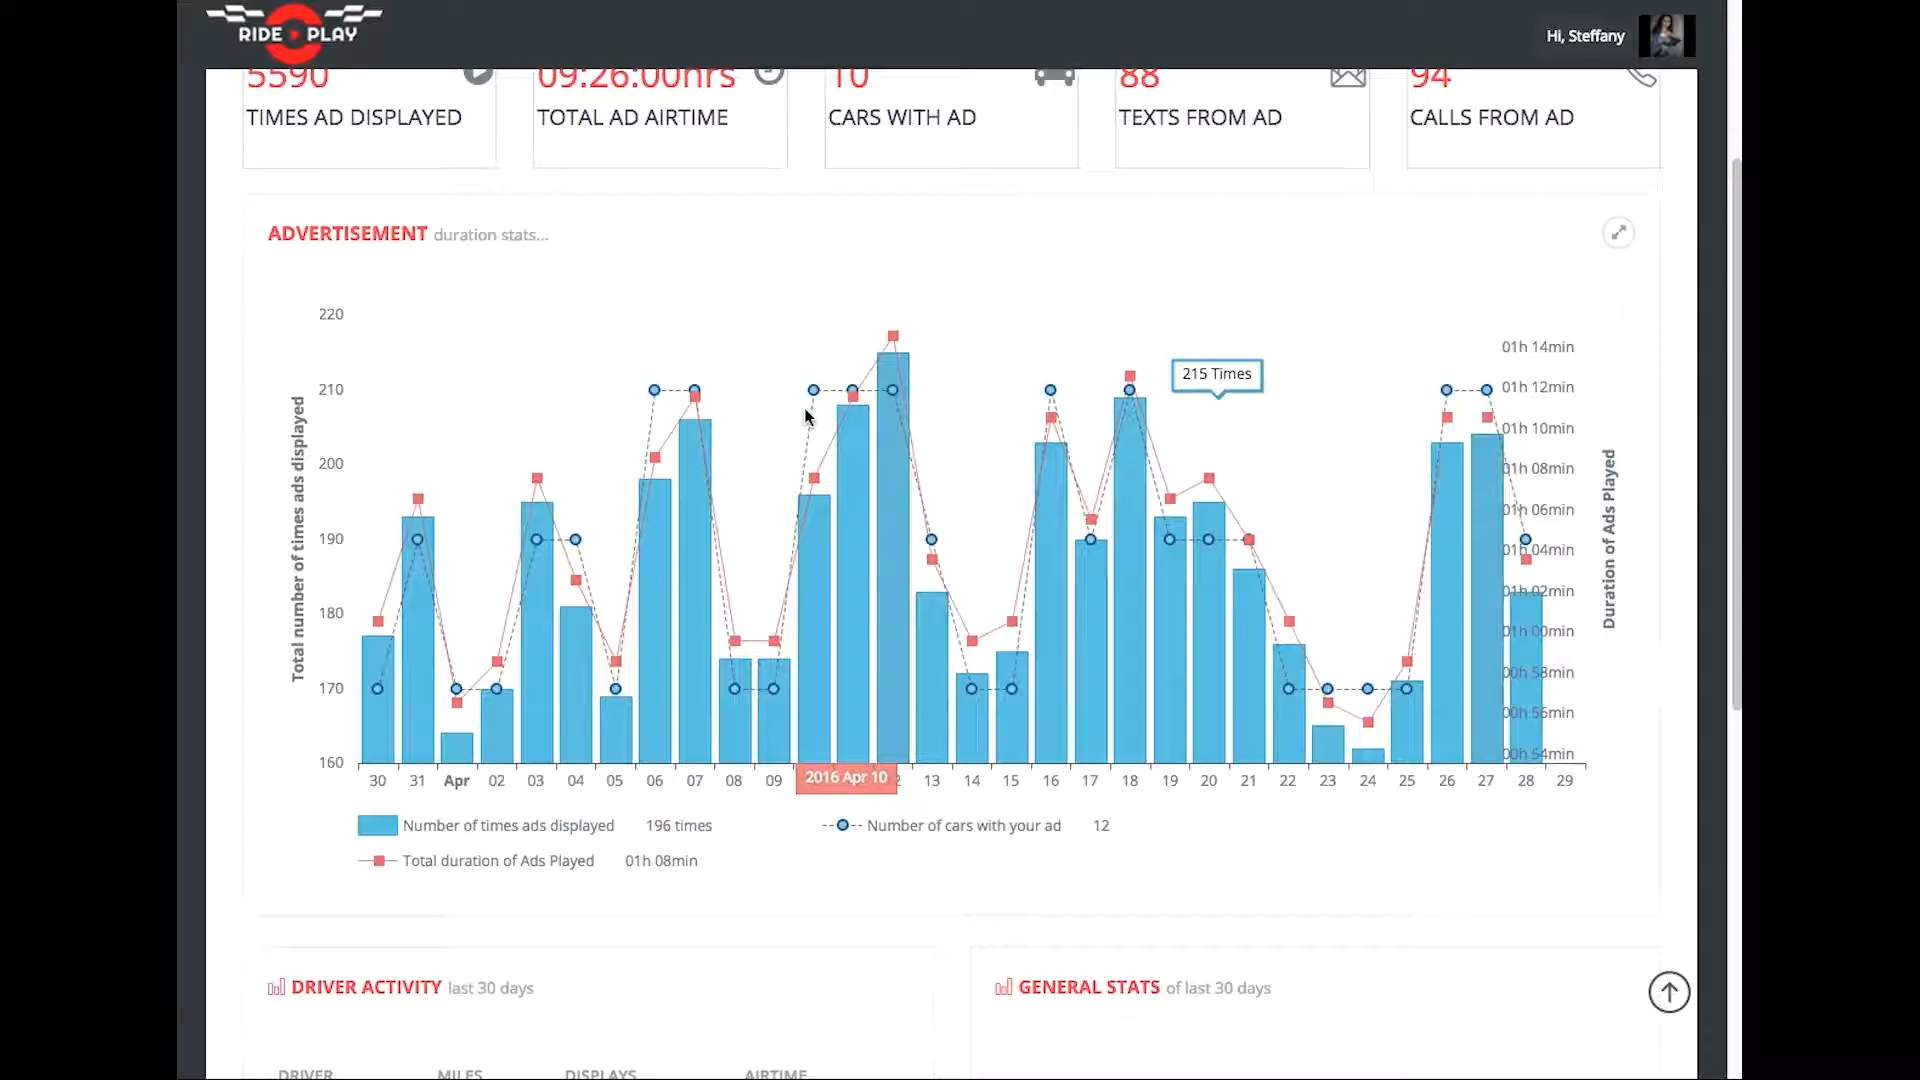 RIDE PLAY
Hi, Steffany
5590
09:26:00hrs
10
88
94
TIMES AD DISPLAYED
TOTAL AD AIRTIME
CARS WITH AD
TEXTS FROM AD
CALLS FROM AD
ADVERTISEMENT duration stats...
220
210
200
190
180
170
160
Total number of times ads displayed
215 Times
01h 14min
01h 12min
01h 10min
01h 08min
01h 06min
01h 04min
01h 02min
01h 00min
00h 58min
00h 56min
00h 54min
Duration of Ads Played
30 31 Apr 02 03 04 05 06 07 08 09 2016 Apr 10 2 13 14 15 16 17 18 19 20 21 22 23 24 25 26 27 28 29
Number of times ads displayed 196 times
Number of cars with your ad 12
Total duration of Ads Played 01h 08min
DRIVER ACTIVITY last 30 days
GENERAL STATS of last 30 days
DRIVER MILES DISPLAYS AIRTIME